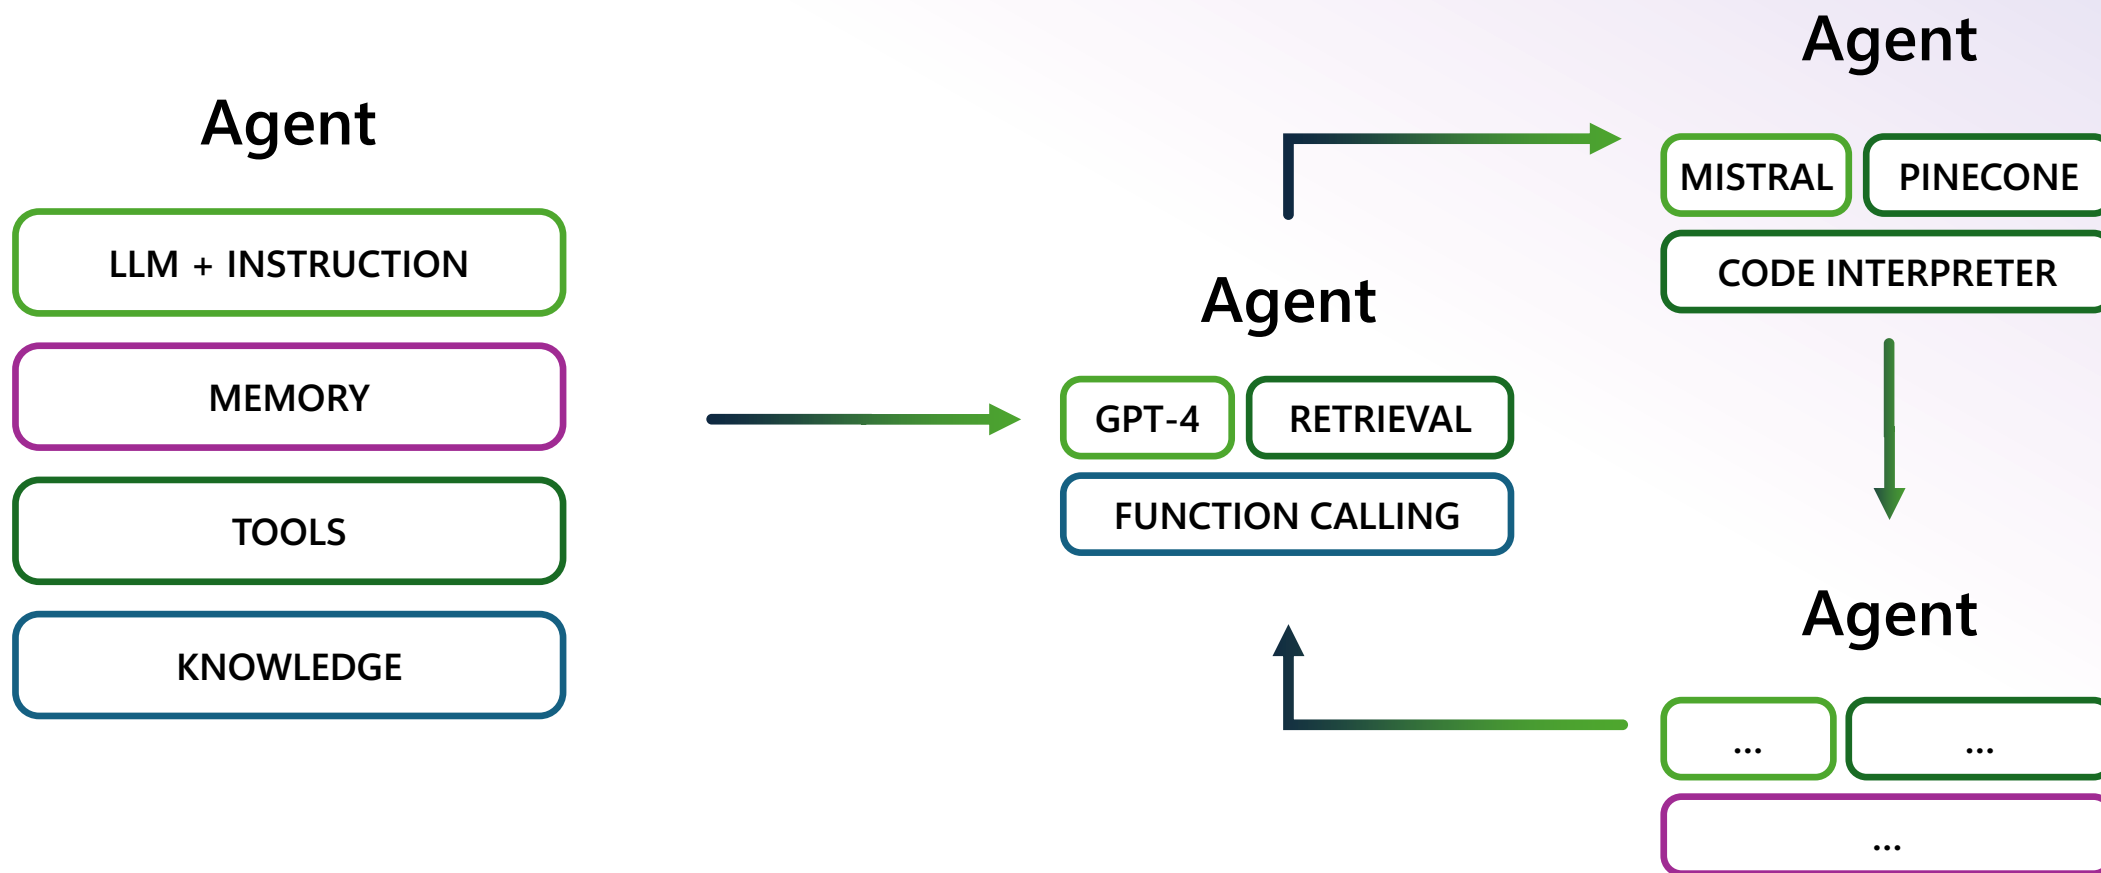 Agent
LLM + INSTRUCTION
MEMORY
TOOLS
KNOWLEDGE
Agent
GPT-4
RETRIEVAL
FUNCTION CALLING
Agent
MISTRAL
PINECONE
CODE INTERPRETER
Agent
...
...
...